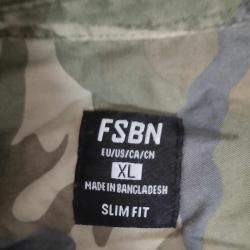 FSBN
EU/US/CA/CN
XL
MADE IN BANGLADESH
SLIM FIT